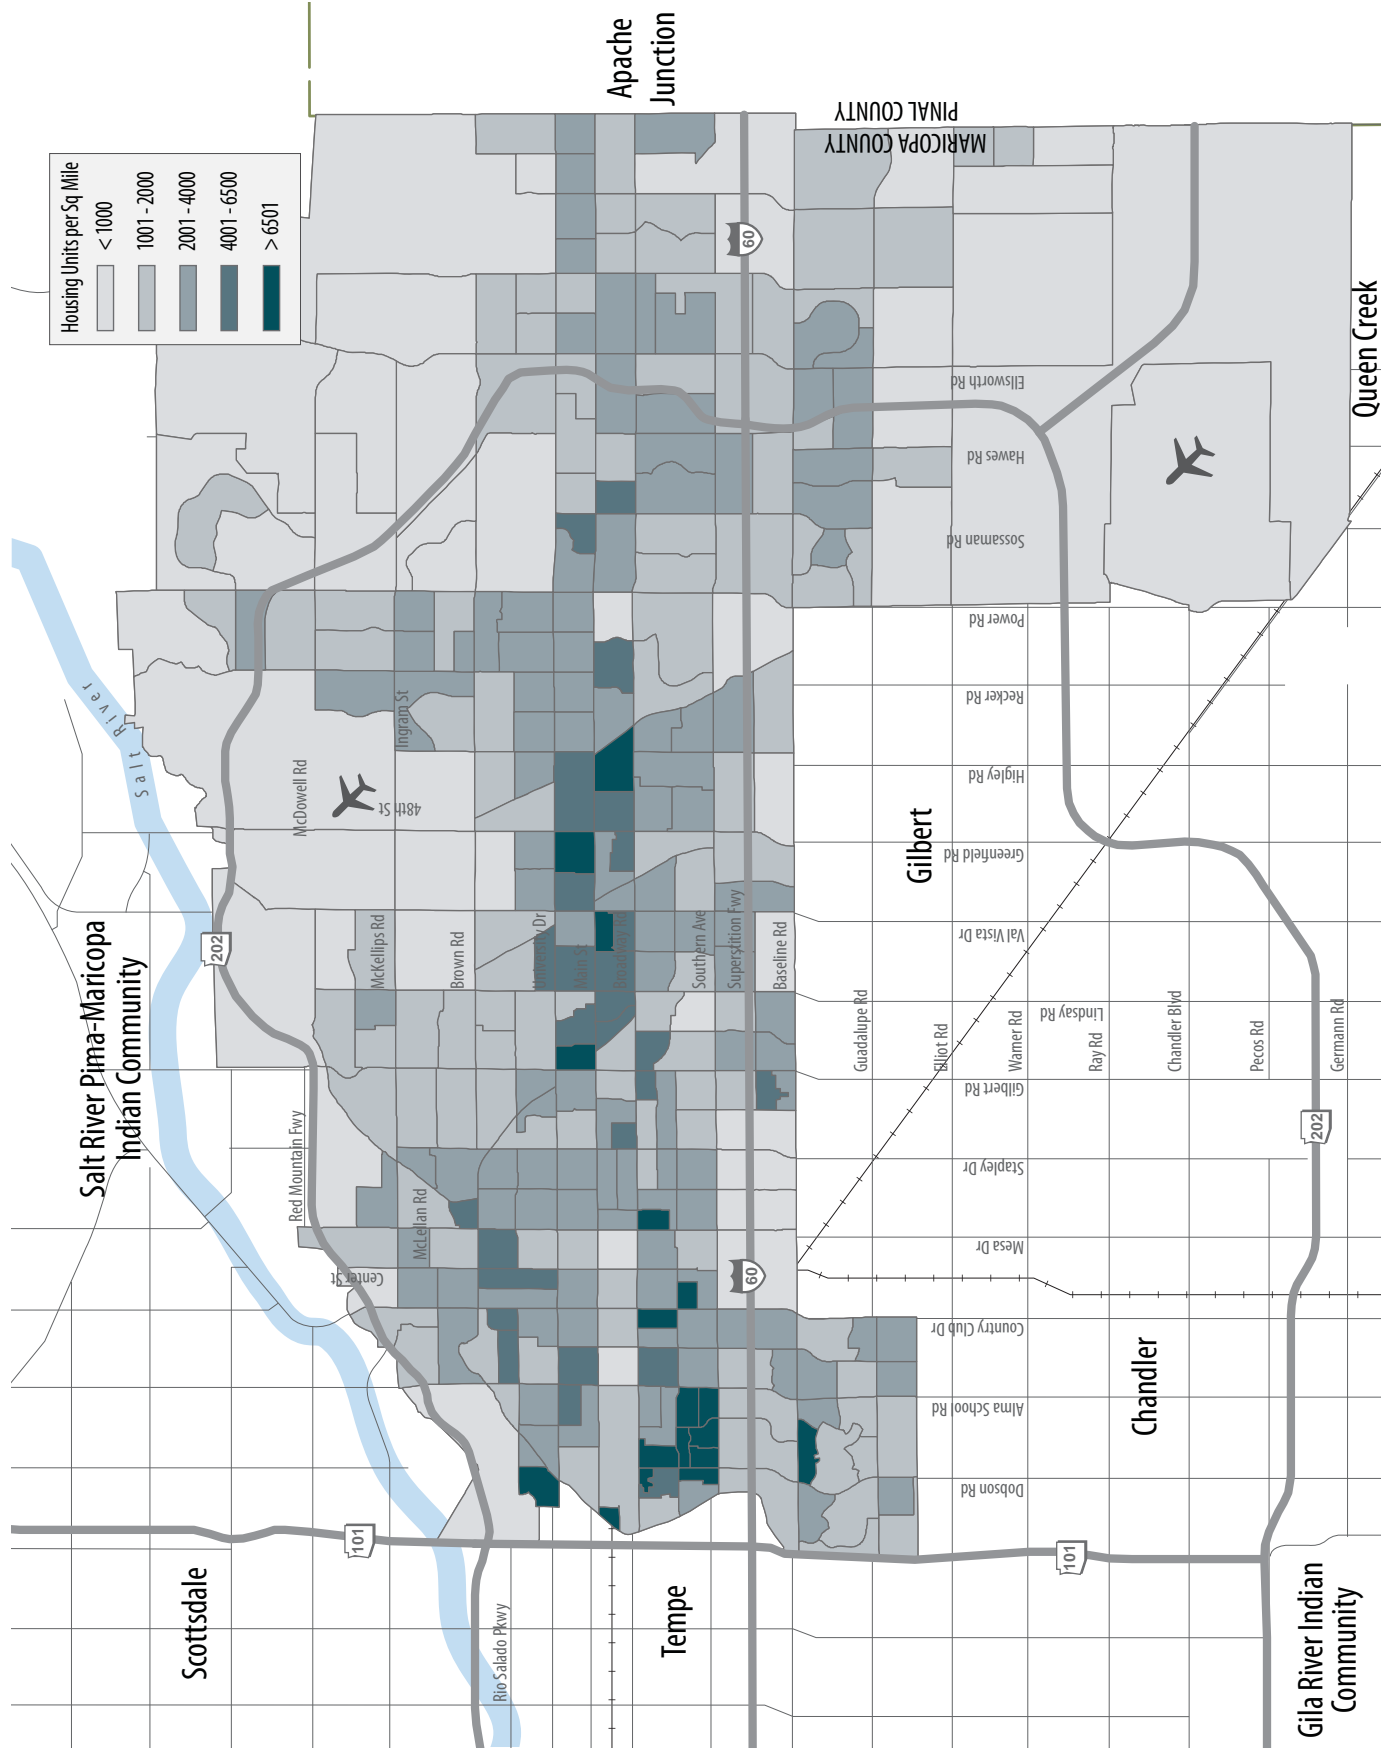 Housing Units per Sq Mile
< 1000
1001 - 2000
2001 - 4000
4001 - 6500
> 6501
Scottsdale
Salt River Pima-Maricopa
Indian Community
Salt River
Red Mountain Fwy
202
101
McDowell Rd
48th St
Ingram St
McKellips Rd
McLellan Rd
Center St
Brown Rd
Rio Salado Pkwy
University Dr
Main St
Broadway Rd
Southern Ave
Superstition Fwy
Baseline Rd
60
60
Tempe
Apache
Junction
MARICOPA COUNTY
PINAL COUNTY
Guadalupe Rd
Elliot Rd
Warner Rd
Ray Rd
Chandler Blvd
Pecos Rd
Germann Rd
Dobson Rd
Alma School Rd
Country Club Dr
Mesa Dr
Stapley Dr
Gilbert Rd
Lindsay Rd
Val Vista Dr
Greenfield Rd
Higley Rd
Recker Rd
Power Rd
Sossaman Rd
Hawes Rd
Ellsworth Rd
Gilbert
Chandler
101
202
Gila River Indian
Community
Queen Creek